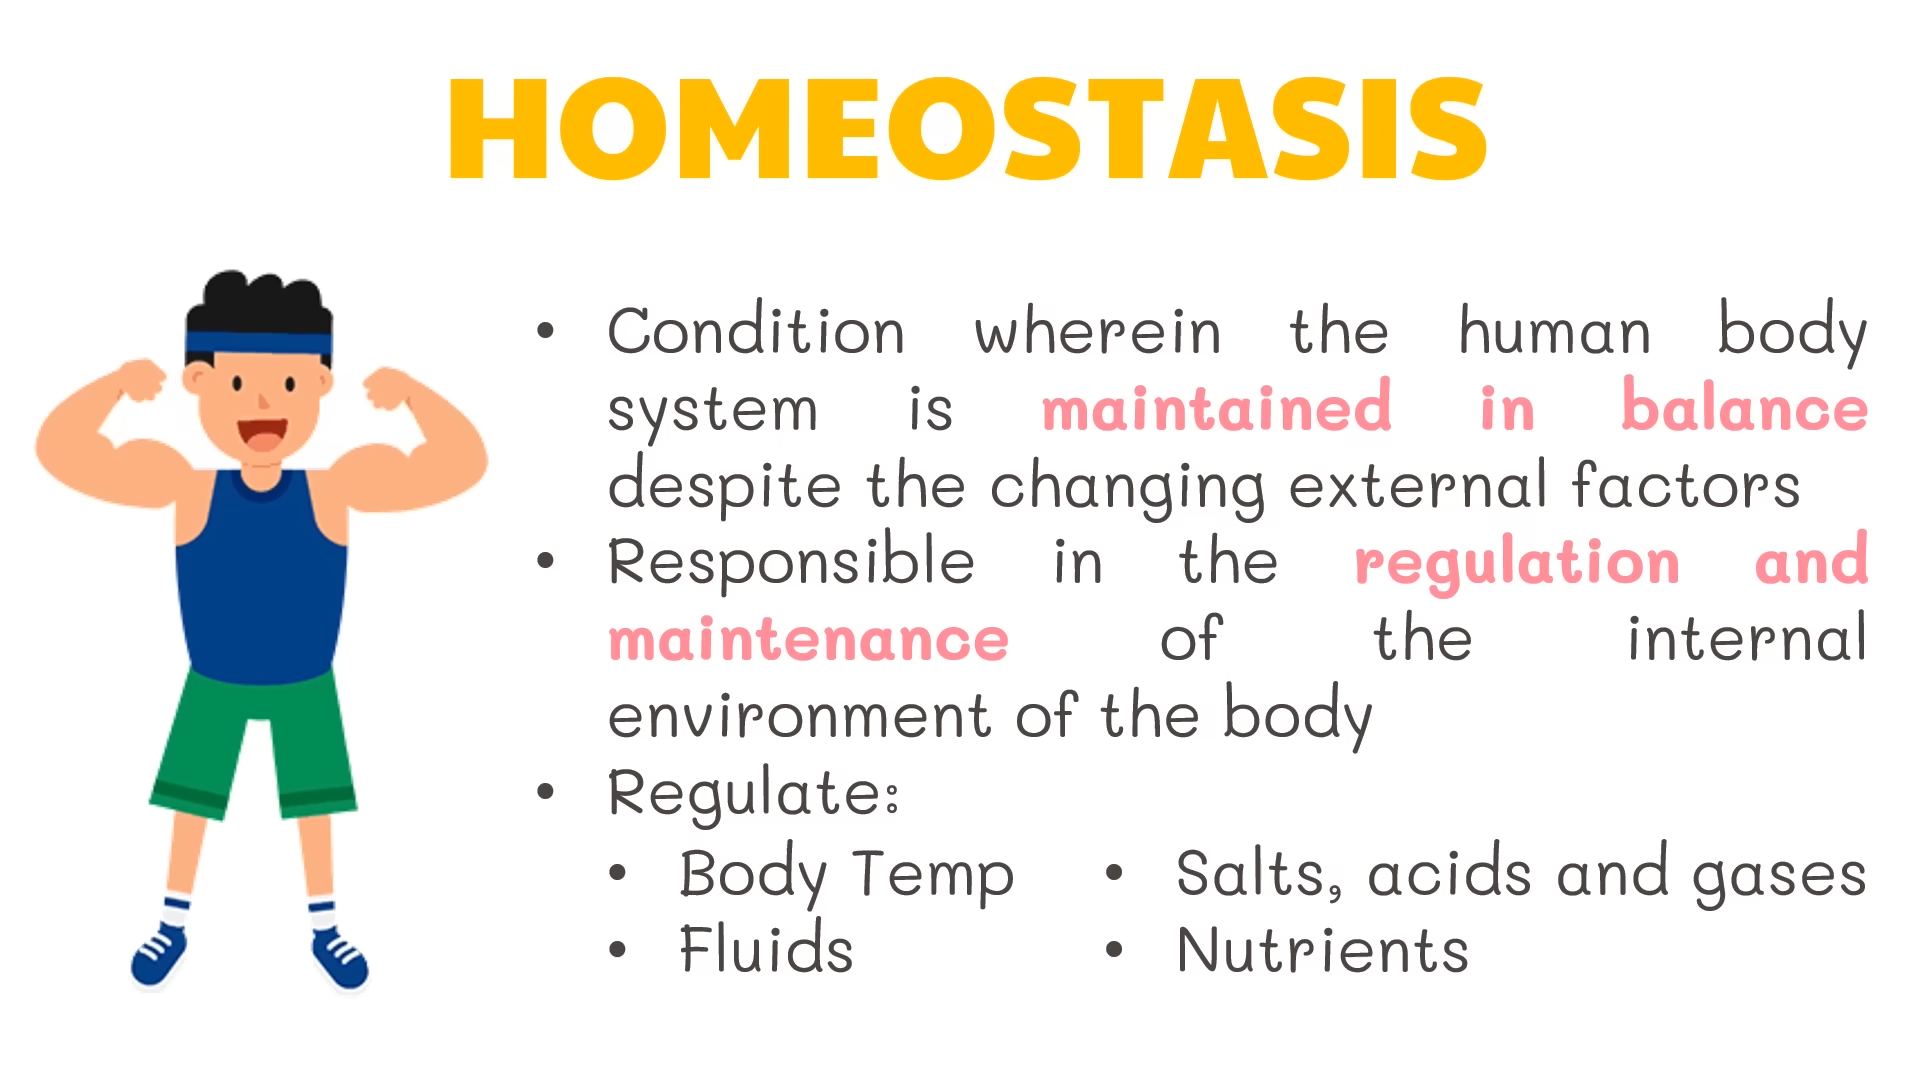 HOMEOSTASIS
• Condition wherein the human body
system is maintained in balance
despite the changing external factors
• Responsible in the regulation and
maintenance of the internal
environment of the body
• Regulate:
• Body Temp
• Fluids
• Salts, acids and gases
• Nutrients